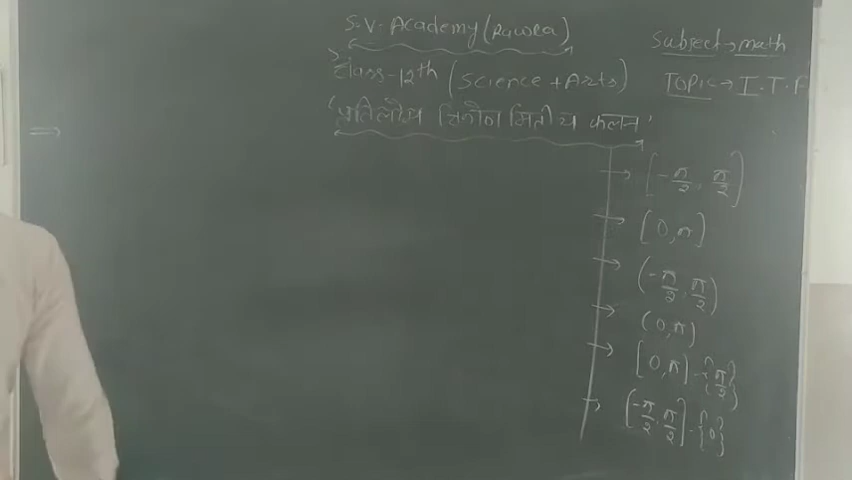 S.V. Academy (Rawra)
Class-12th (Science + Arts)
'प्रतिलोम त्रिकोणमितीय फलन'
Subject → math
TOPIC → I.T.F
⇒
→ [-π/2, π/2]
→ [0, π]
→ (-π/2, π/2)
→ (0, π)
→ [0, π] - {π/2}
→ [-π/2, π/2] - {0}